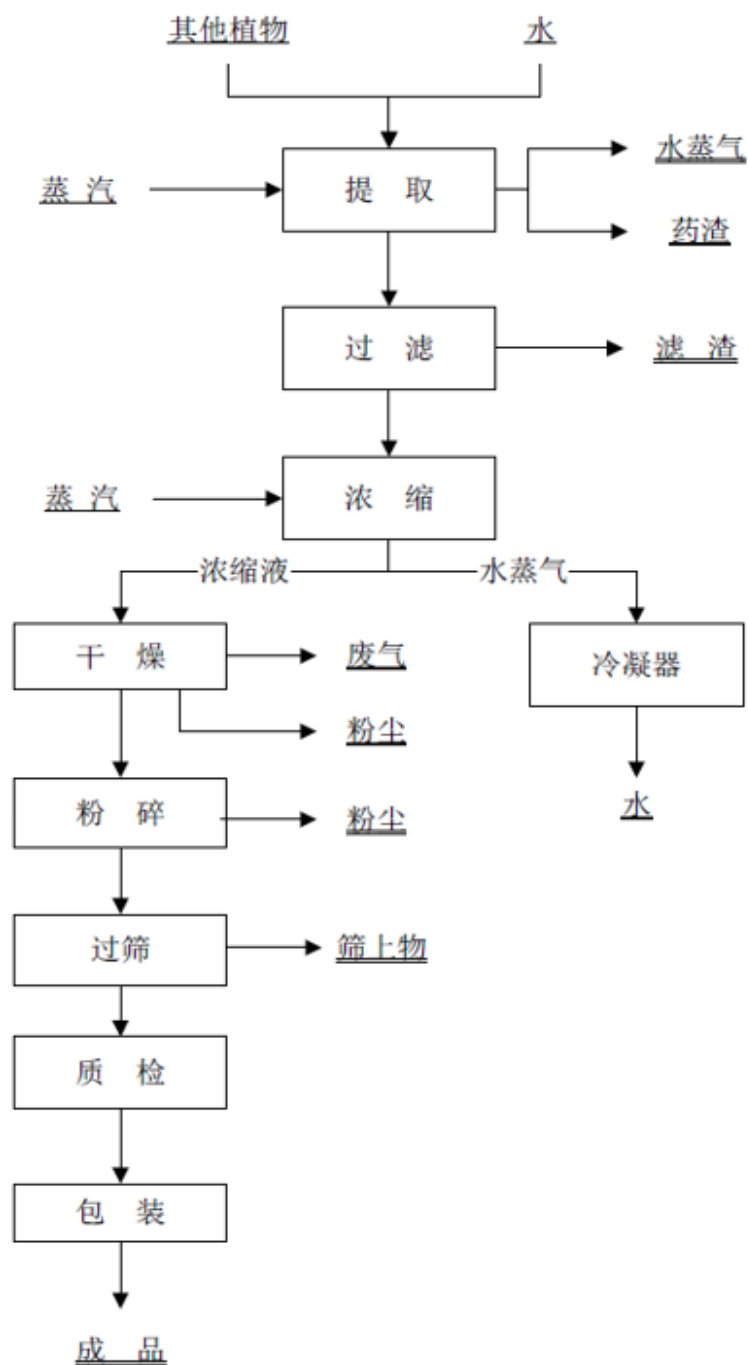 其他植物
水
水蒸气
蒸 汽
提 取
药渣
过 滤
滤 渣
蒸 汽
浓 缩
浓缩液
水蒸气
干 燥
废气
冷凝器
粉尘
粉 碎
粉尘
水
过筛
筛上物
质 检
包 装
成 品